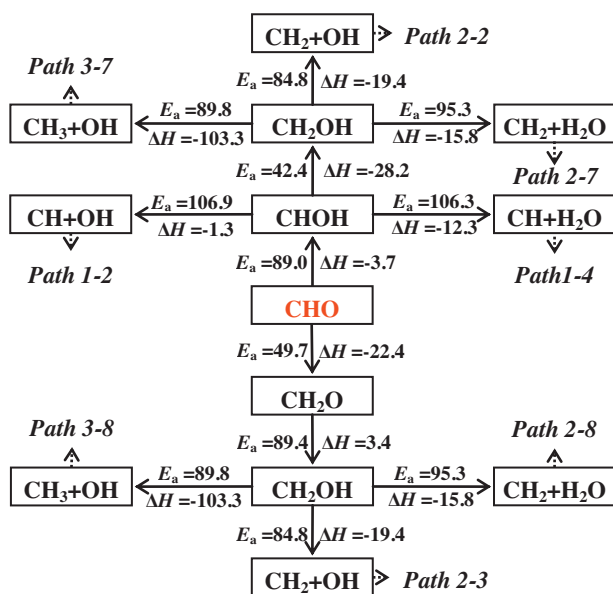 CH₂+OH
Path 2-2
Path 3-7
Eₐ=84.8 ΔH=-19.4
Eₐ=89.8
Eₐ=95.3
CH₃+OH
CH₂OH
CH₂+H₂O
ΔH=-103.3
ΔH=-15.8
Eₐ=42.4 ΔH=-28.2
Path 2-7
Eₐ=106.9
Eₐ=106.3
CH+OH
CHOH
CH+H₂O
ΔH=-1.3
ΔH=-12.3
Eₐ=89.0 ΔH=-3.7
Path 1-2
Path1-4
CHO
Eₐ=49.7 ΔH=-22.4
CH₂O
Path 3-8
Path 2-8
Eₐ=89.4 ΔH=3.4
Eₐ=89.8
Eₐ=95.3
CH₃+OH
CH₂OH
CH₂+H₂O
ΔH=-103.3
ΔH=-15.8
Eₐ=84.8 ΔH=-19.4
CH₂+OH
Path 2-3